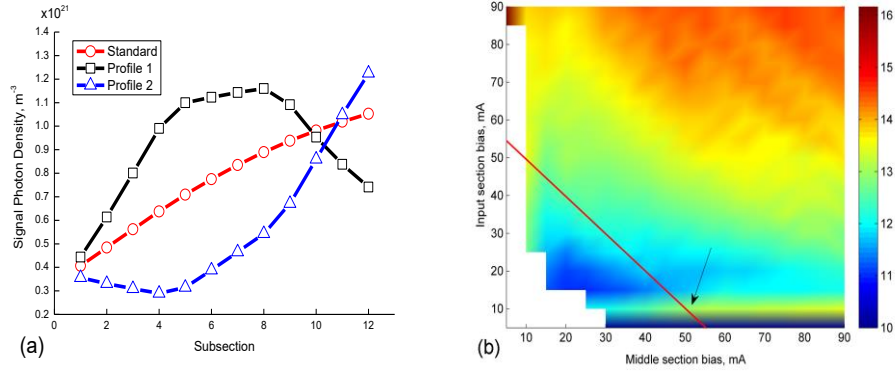 x10²¹
Standard
Profile 1
Profile 2
1.4
1.3
1.2
1.1
1.0
0.9
0.8
0.7
0.6
0.5
0.4
0.3
0.2
Signal Photon Density, m⁻³
0 2 4 6 8 10 12
Subsection
(a)
(b)
90
80
70
60
50
40
30
20
10
Input section bias, mA
10 20 30 40 50 60 70 80 90
Middle section bias, mA
16
15
14
13
12
11
10